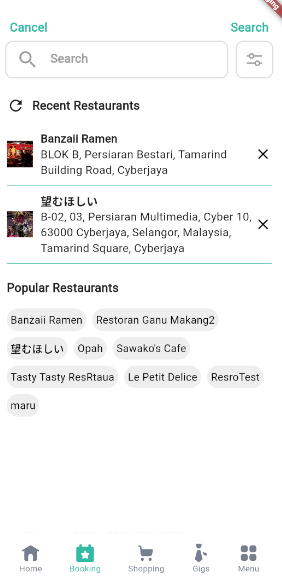 Cancel
Search
Search
Recent Restaurants
Banzaii Ramen
BLOK B, Persiaran Bestari, Tamarind
Building Road, Cyberjaya
望むほしい
B-02, 03, Persiaran Multimedia, Cyber 10,
63000 Cyberjaya, Selangor, Malaysia,
Tamarind Square, Cyberjaya
Popular Restaurants
Banzaii Ramen
Restoran Ganu Makang2
望むほしい
Opah
Sawako's Cafe
Tasty Tasty ResRtaua
Le Petit Delice
ResroTest
maru
Home
Booking
Shopping
Gigs
Menu